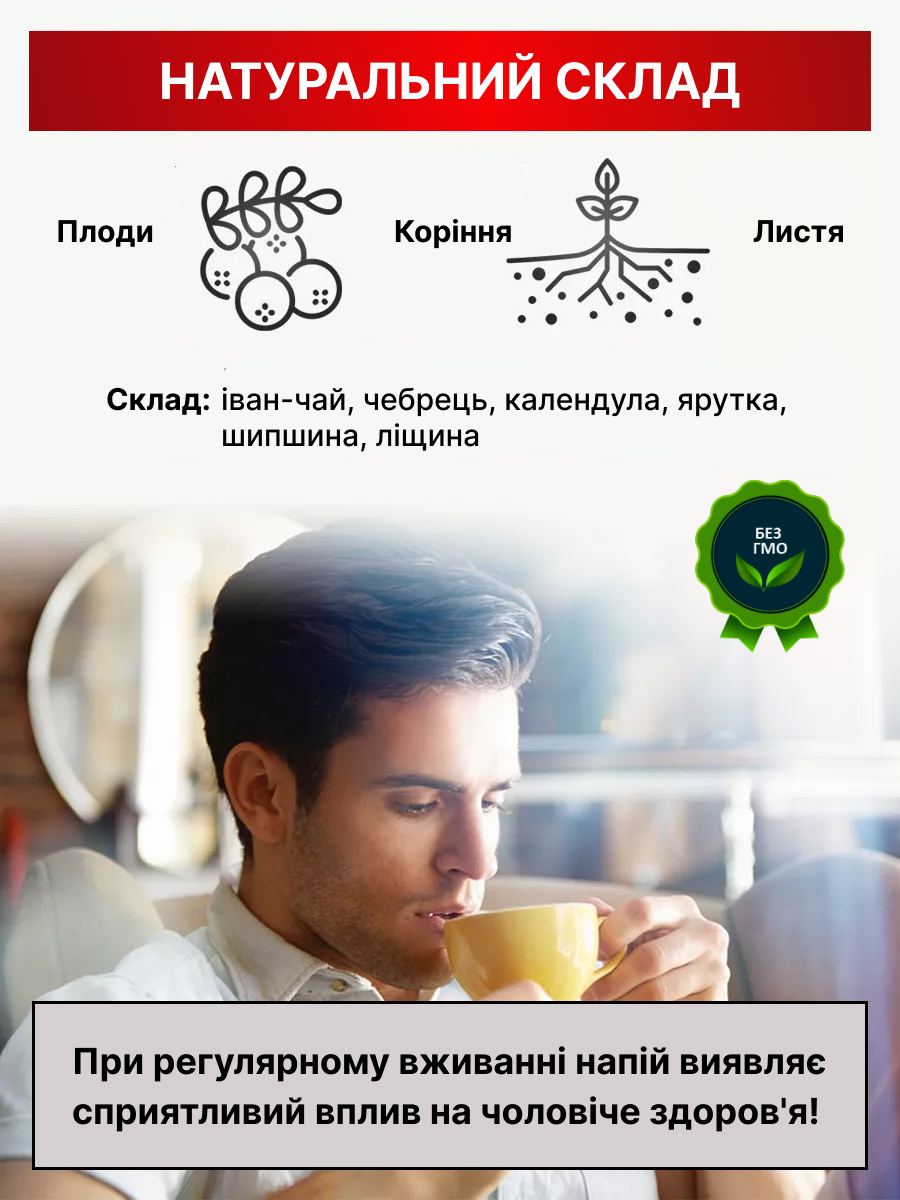 НАТУРАЛЬНИЙ СКЛАД
Плоди
Коріння
Листя
Склад: іван-чай, чебрець, календула, ярутка,
шипшина, ліщина
БЕЗ
ГМО
При регулярному вживанні напій виявляє
сприятливий вплив на чоловіче здоров'я!